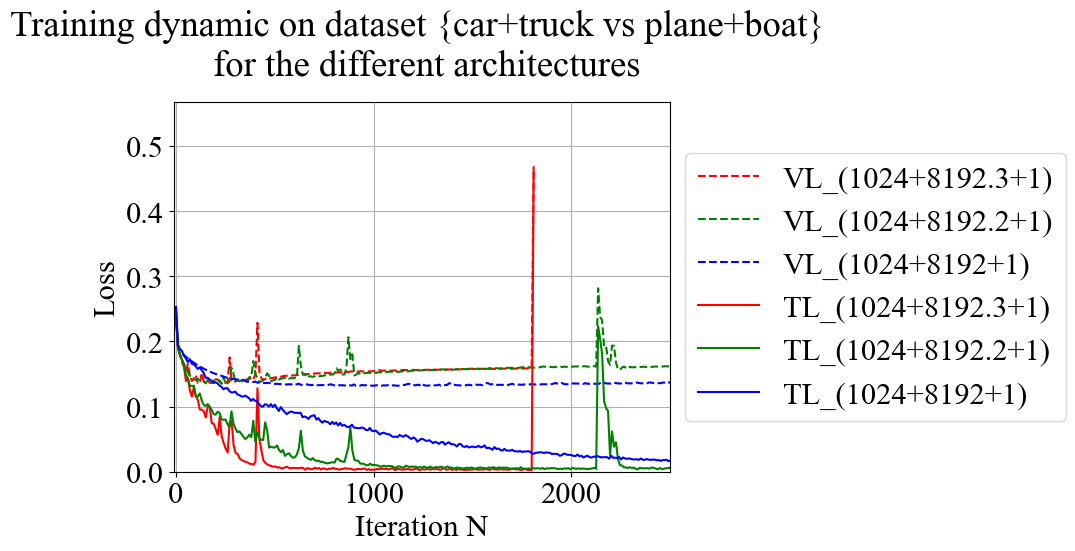 Training dynamic on dataset {car+truck vs plane+boat}
for the different architectures
0.5
0.4
0.3
0.2
0.1
0.0
Loss
0 1000 2000
Iteration N
VL_(1024+8192.3+1)
VL_(1024+8192.2+1)
VL_(1024+8192+1)
TL_(1024+8192.3+1)
TL_(1024+8192.2+1)
TL_(1024+8192+1)